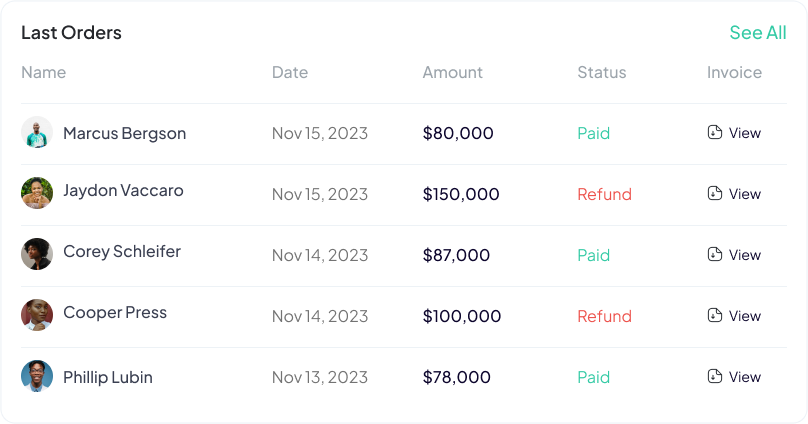 Last Orders See All
Name Date Amount Status Invoice
Marcus Bergson Nov 15, 2023 $80,000 Paid View
Jaydon Vaccaro Nov 15, 2023 $150,000 Refund View
Corey Schleifer Nov 14, 2023 $87,000 Paid View
Cooper Press Nov 14, 2023 $100,000 Refund View
Phillip Lubin Nov 13, 2023 $78,000 Paid View